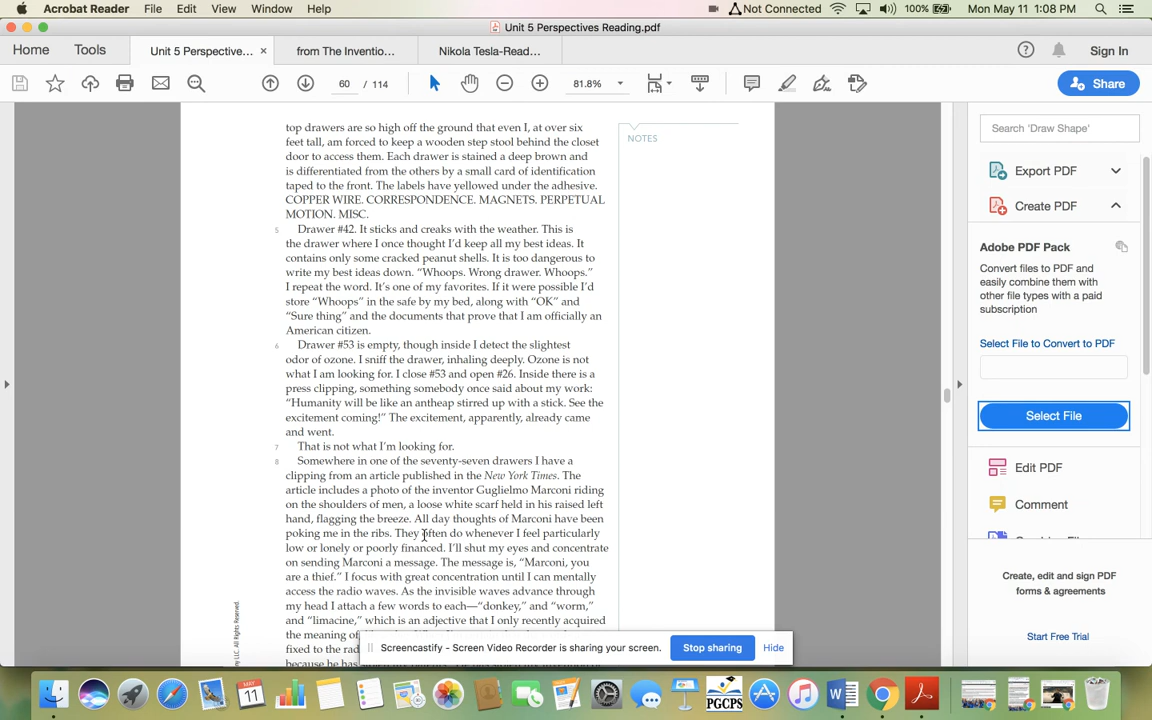 Acrobat Reader File Edit View Window Help Not Connected 100% Mon May 11 1:08 PM
Unit 5 Perspectives Reading.pdf
Home Tools Unit 5 Perspective... × from The Inventio... Nikola Tesla-Read... Sign In
60 / 114 81.8% Share
top drawers are so high off the ground that even I, at over six
feet tall, am forced to keep a wooden step stool behind the closet
door to access them. Each drawer is stained a deep brown and
is differentiated from the others by a small card of identification
taped to the front. The labels have yellowed under the adhesive.
COPPER WIRE. CORRESPONDENCE. MAGNETS. PERPETUAL
MOTION. MISC.
5 Drawer #42. It sticks and creaks with the weather. This is
the drawer where I once thought I'd keep all my best ideas. It
contains only some cracked peanut shells. It is too dangerous to
write my best ideas down. “Whoops. Wrong drawer. Whoops.”
I repeat the word. It's one of my favorites. If it were possible I'd
store “Whoops” in the safe by my bed, along with “OK” and
“Sure thing” and the documents that prove that I am officially an
American citizen.
6 Drawer #53 is empty, though inside I detect the slightest
odor of ozone. I sniff the drawer, inhaling deeply. Ozone is not
what I am looking for. I close #53 and open #26. Inside there is a
press clipping, something somebody once said about my work:
“Humanity will be like an antheap stirred up with a stick. See the
excitement coming!” The excitement, apparently, already came
and went.
7 That is not what I'm looking for.
8 Somewhere in one of the seventy-seven drawers I have a
clipping from an article published in the New York Times. The
article includes a photo of the inventor Guglielmo Marconi riding
on the shoulders of men, a loose white scarf held in his raised left
hand, flagging the breeze. All day thoughts of Marconi have been
poking me in the ribs. They often do whenever I feel particularly
low or lonely or poorly financed. I'll shut my eyes and concentrate
on sending Marconi a message. The message is, “Marconi, you
are a thief.” I focus with great concentration until I can mentally
access the radio waves. As the invisible waves advance through
my head I attach a few words to each—“donkey,” and “worm,”
and “limacine,” which is an adjective that I only recently acquired
the meaning of
fixed to the rad
because he has
LLC. All Rights Reserved.
NOTES
Search 'Draw Shape'
Export PDF
Create PDF
Adobe PDF Pack
Convert files to PDF and
easily combine them with
other file types with a paid
subscription
Select File to Convert to PDF
Select File
Edit PDF
Comment
Create, edit and sign PDF
forms & agreements
Start Free Trial
Screencastify - Screen Video Recorder is sharing your screen. Stop sharing Hide
MAY
11
PGCPS